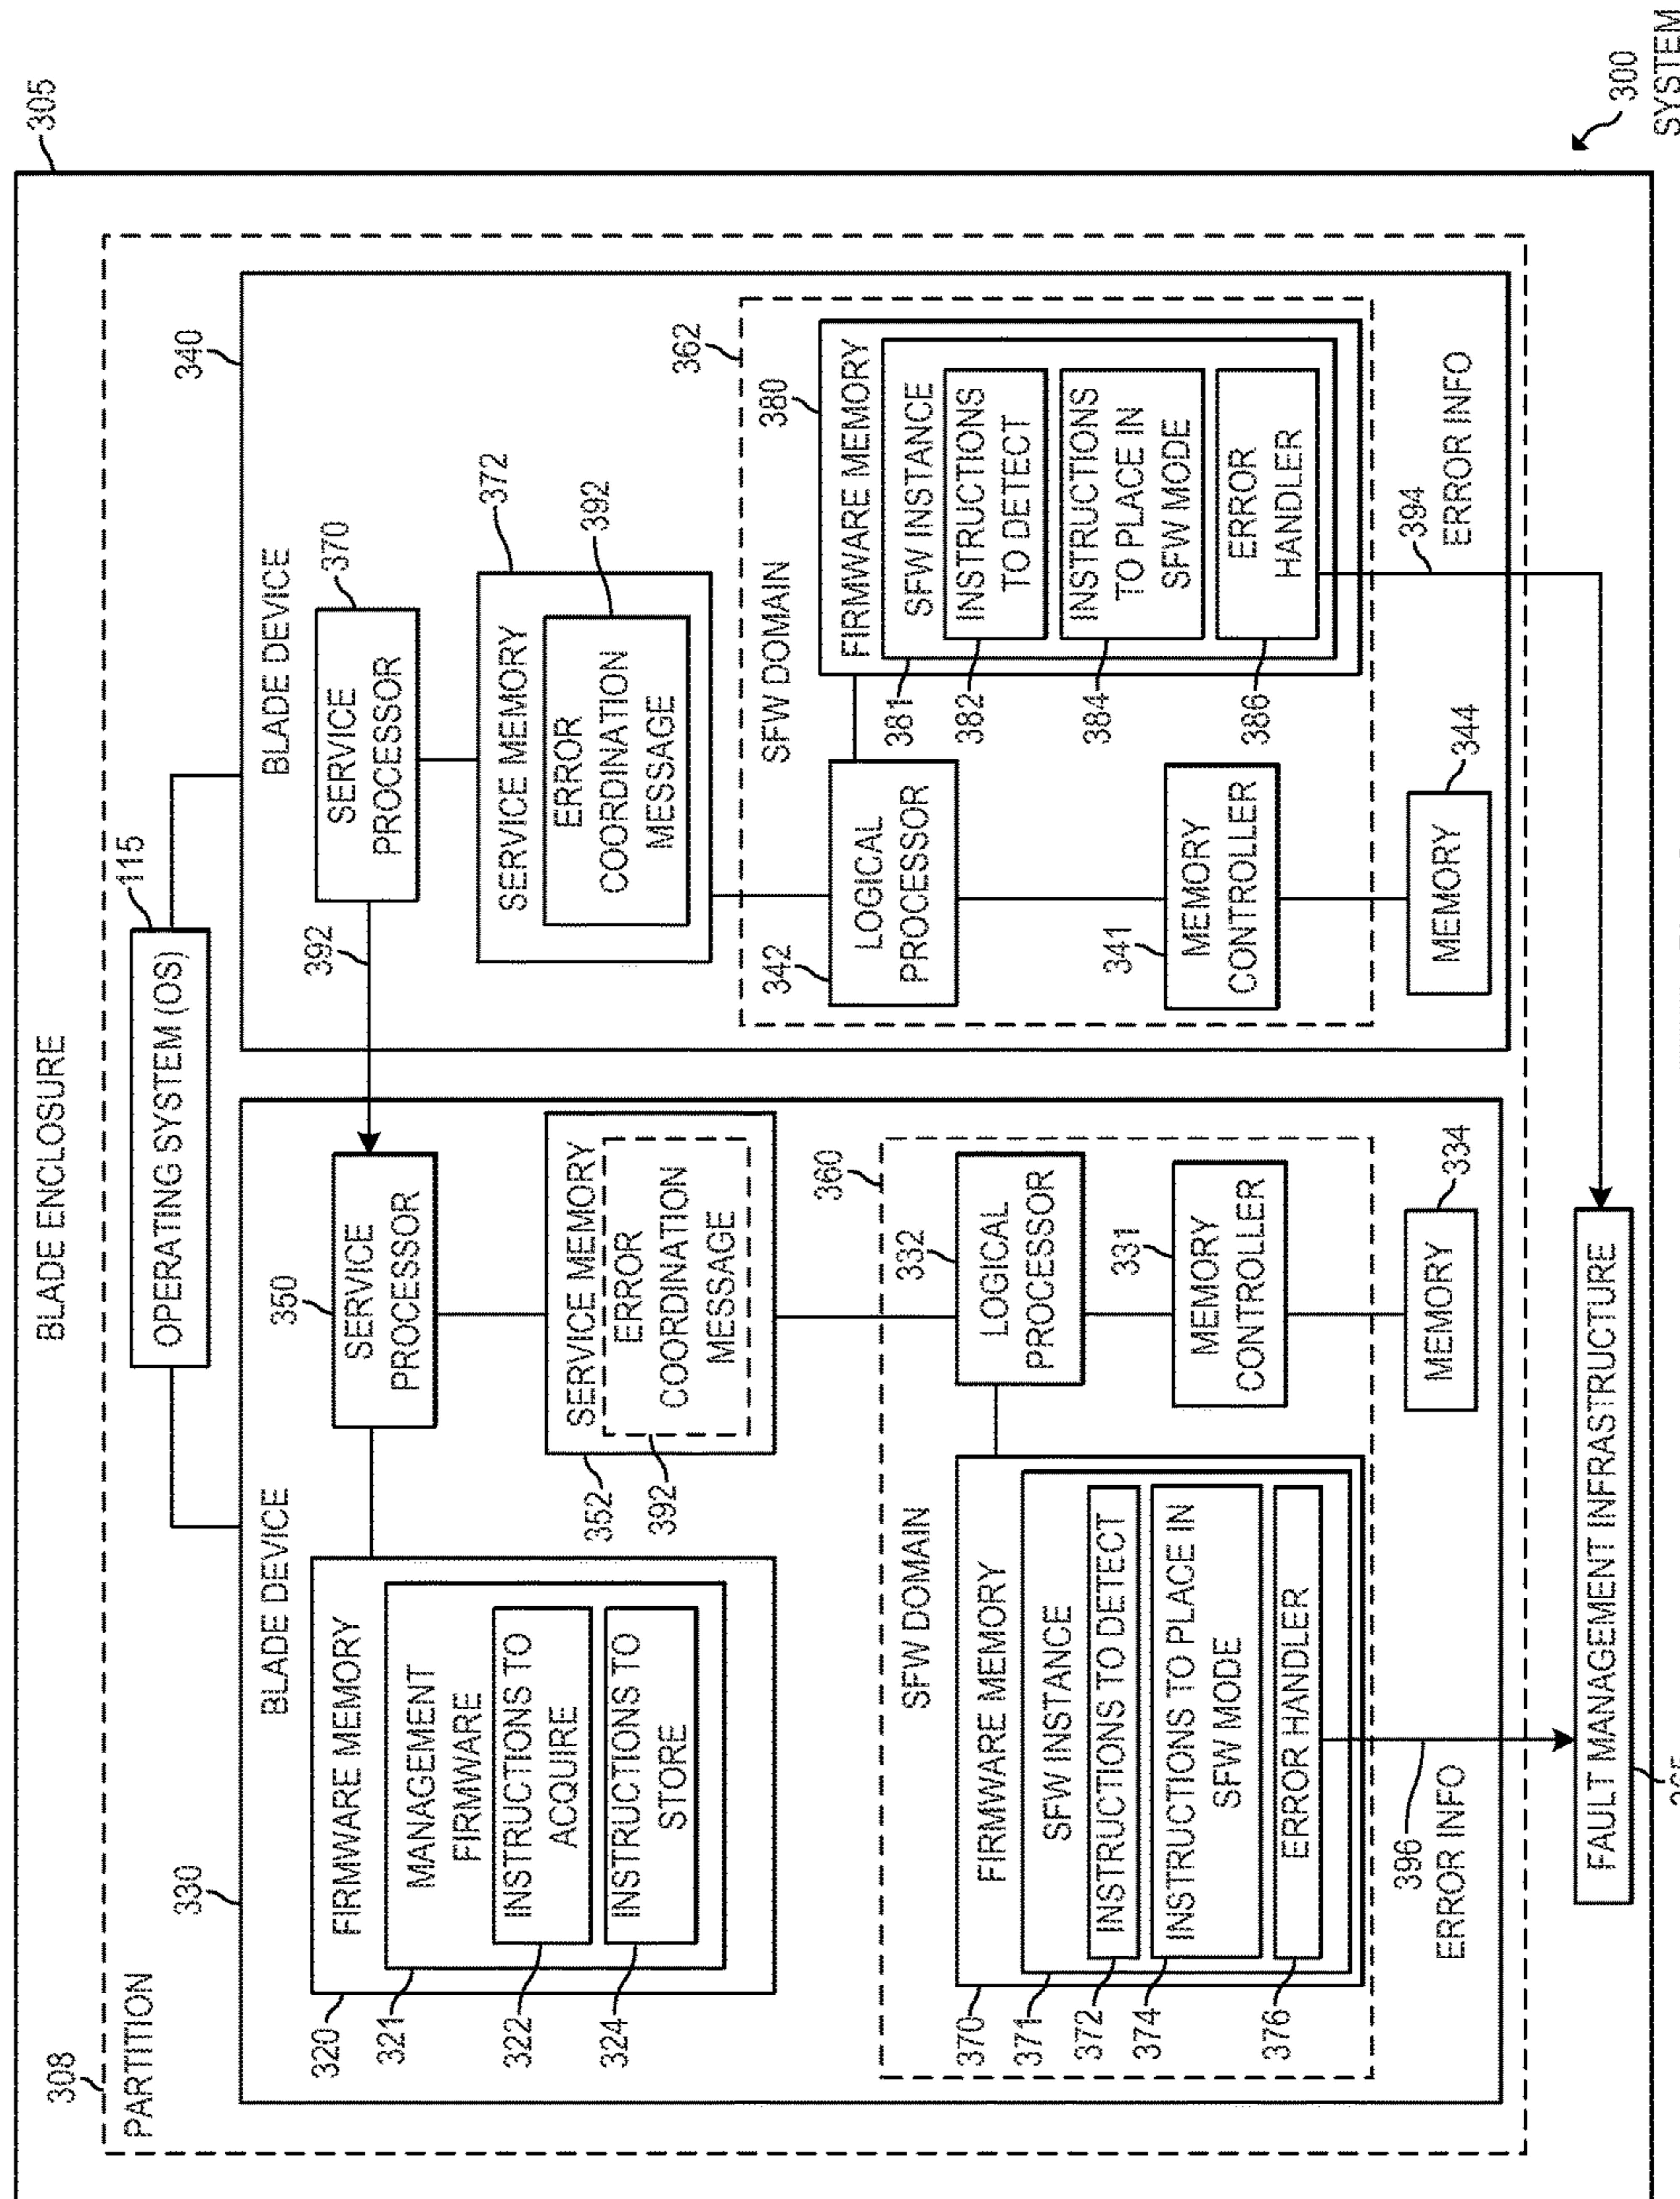 BLADE ENCLOSURE
305
308
PARTITION
OPERATING SYSTEM (OS)
115
330
BLADE DEVICE
320
FIRMWARE MEMORY
321
MANAGEMENT
FIRMWARE
322
INSTRUCTIONS TO
ACQUIRE
324
INSTRUCTIONS TO
STORE
350
SERVICE
PROCESSOR
392
352
SERVICE MEMORY
392
ERROR
COORDINATION
MESSAGE
360
SFW DOMAIN
370
FIRMWARE MEMORY
371
SFW INSTANCE
372
INSTRUCTIONS TO DETECT
374
INSTRUCTIONS TO PLACE IN
SFW MODE
376
ERROR HANDLER
332
LOGICAL
PROCESSOR
331
MEMORY
CONTROLLER
334
MEMORY
396
ERROR INFO
340
BLADE DEVICE
370
SERVICE
PROCESSOR
372
SERVICE MEMORY
392
ERROR
COORDINATION
MESSAGE
362
SFW DOMAIN
342
LOGICAL
PROCESSOR
341
MEMORY
CONTROLLER
344
MEMORY
380
FIRMWARE MEMORY
381
SFW INSTANCE
382
INSTRUCTIONS
TO DETECT
384
INSTRUCTIONS
TO PLACE IN
SFW MODE
386
ERROR
HANDLER
394
ERROR INFO
FAULT MANAGEMENT INFRASTRUCTURE
300
SYSTEM